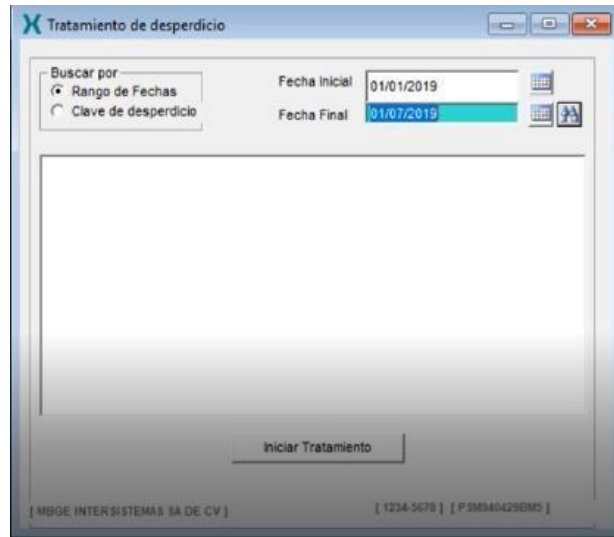 Tratamiento de desperdicio
Buscar por
Rango de Fechas
Clave de desperdicio
Fecha Inicial 01/01/2019
Fecha Final 01/07/2019
Iniciar Tratamiento
[ MBGE INTERSISTEMAS SA DE CV ] [ 1234-5678 ] [ PSM940429BM5 ]